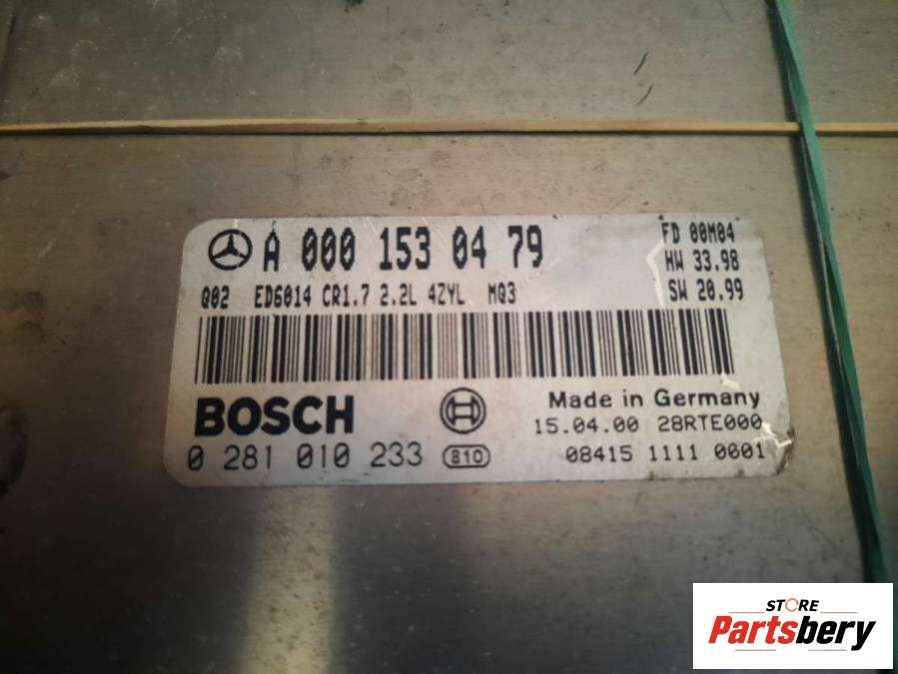 A 000 153 04 79
FD 00M04
HW 33.98
Q02 ED6014 CR1.7 2.2L 4ZYL MQ3
SW 20.99
BOSCH
Made in Germany
15.04.00 28RTE000
0 281 010 233 810
08415 1111 0601
STORE
Partsbery